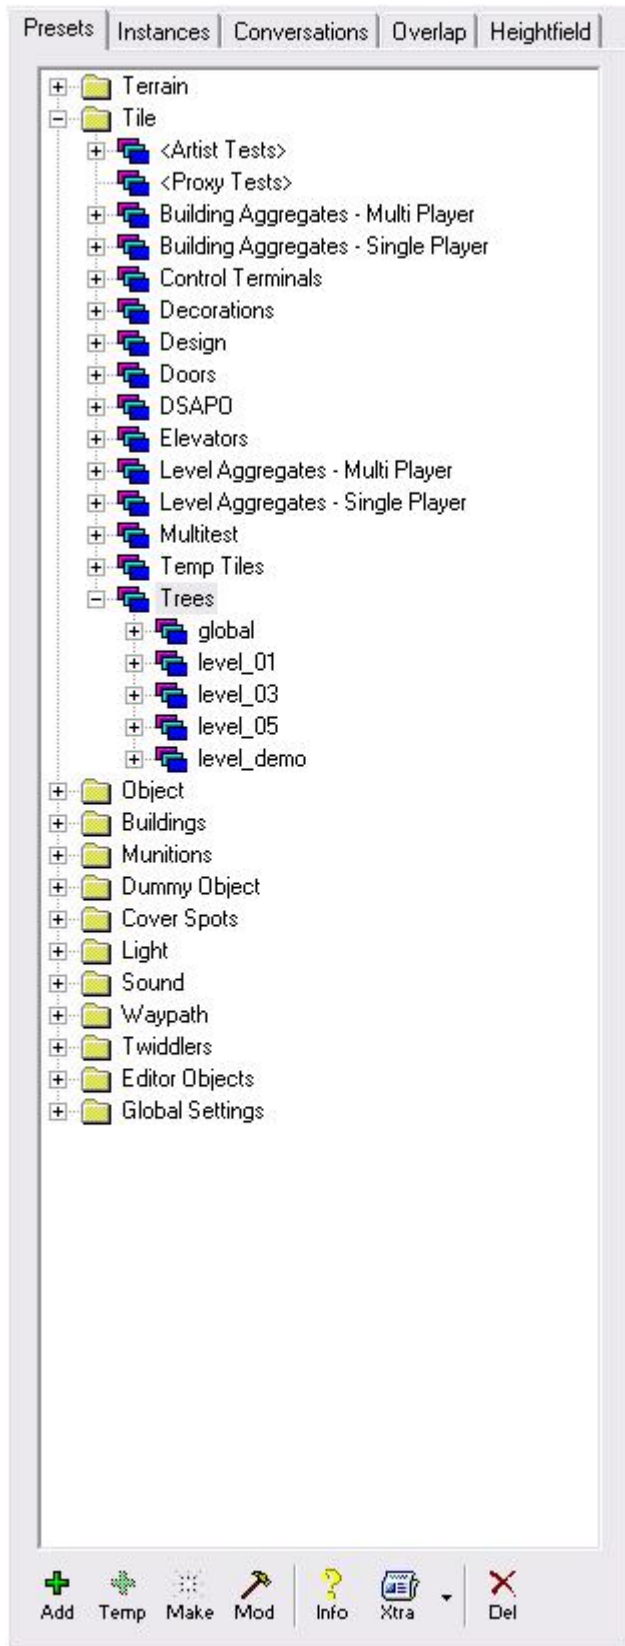 Presets Instances Conversations Overlap Heightfield
Terrain
Tile
<Artist Tests>
<Proxy Tests>
Building Aggregates - Multi Player
Building Aggregates - Single Player
Control Terminals
Decorations
Design
Doors
DSAPO
Elevators
Level Aggregates - Multi Player
Level Aggregates - Single Player
Multitest
Temp Tiles
Trees
global
level_01
level_03
level_05
level_demo
Object
Buildings
Munitions
Dummy Object
Cover Spots
Light
Sound
Waypath
Twiddlers
Editor Objects
Global Settings
Add Temp Make Mod Info Xtra Del